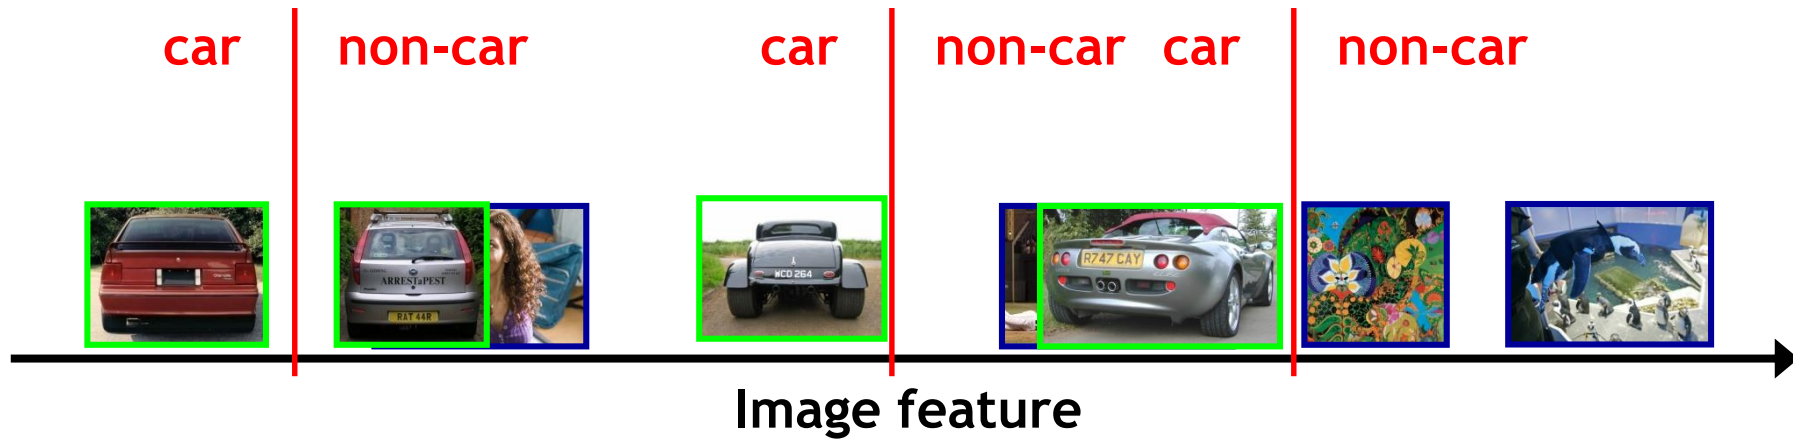 car non-car car non-car car non-car
ARRESTaPEST
RAT 44R
WCD 264
R747 CAY
Image feature